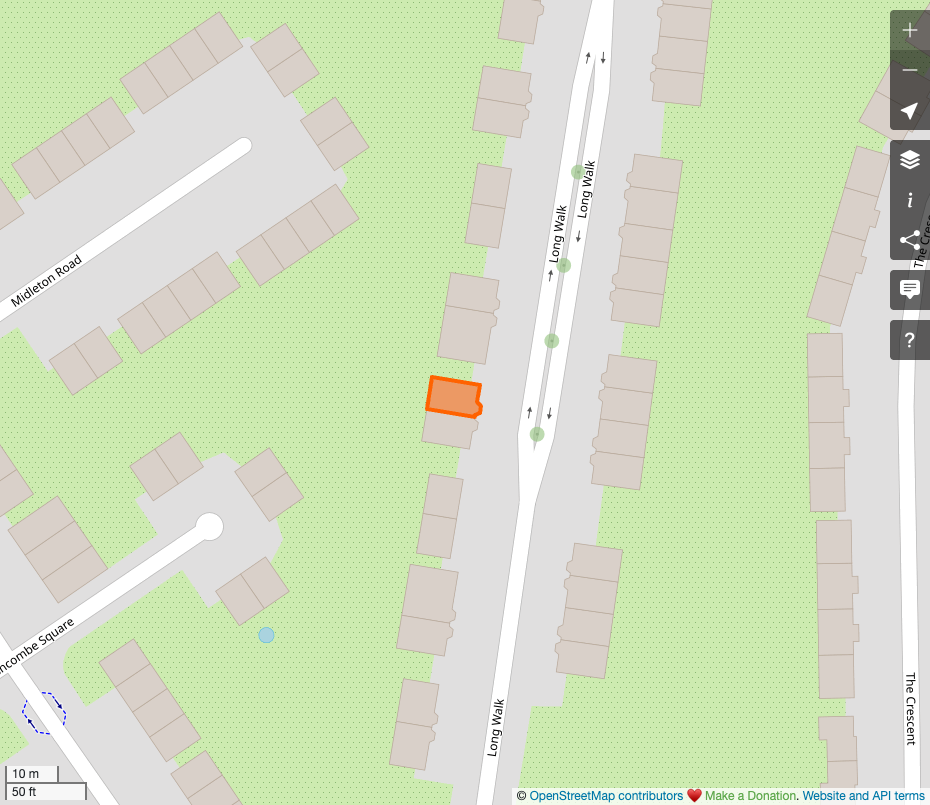 Long Walk
Long Walk
Midleton Road
The Cres
i
?
ncombe Square
The Crescent
Long Walk
10 m
50 ft
© OpenStreetMap contributors ❤️ Make a Donation. Website and API terms